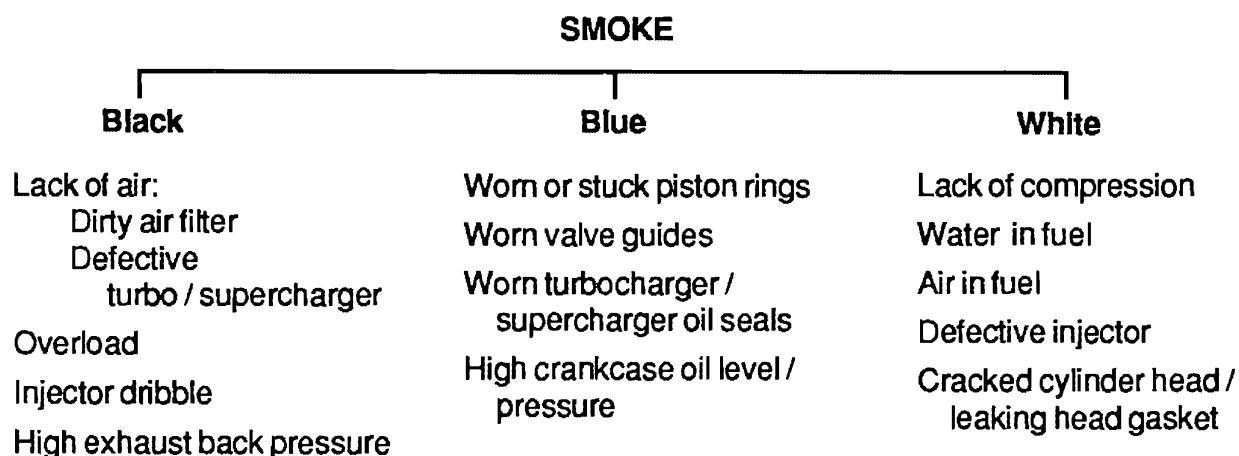 SMOKE
Black
Lack of air:
Dirty air filter
Defective
turbo / supercharger
Overload
Injector dribble
High exhaust back pressure
Blue
Worn or stuck piston rings
Worn valve guides
Worn turbocharger /
supercharger oil seals
High crankcase oil level /
pressure
White
Lack of compression
Water in fuel
Air in fuel
Defective injector
Cracked cylinder head /
leaking head gasket